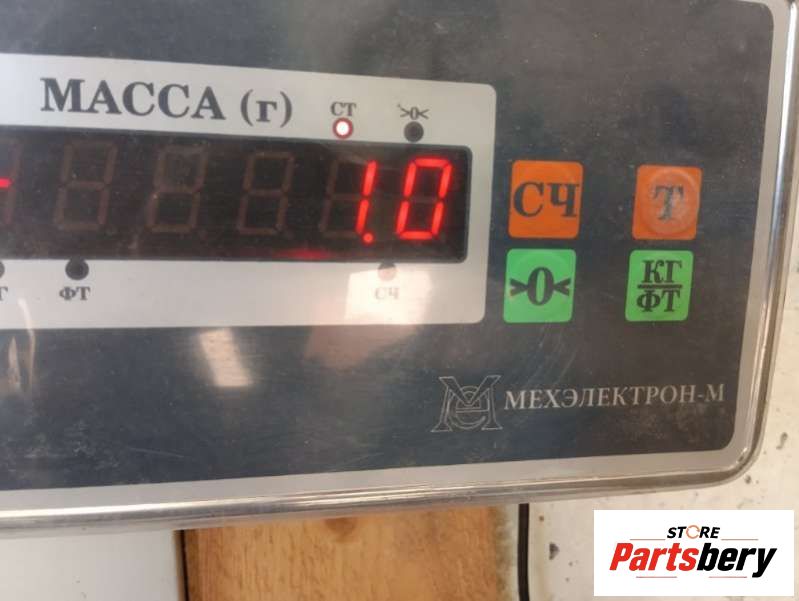 МАССА (г)
СТ
>0<
-1.0
ФТ
СЧ
СЧ
Т
>0<
КГ
ФТ
МЕХЭЛЕКТРОН-М
STORE
Partsbery